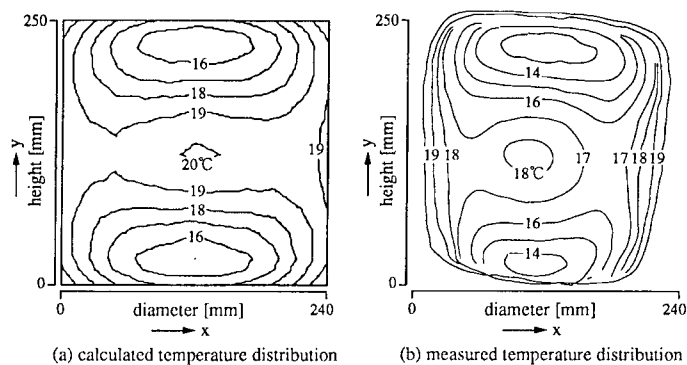 250
16
18
19
20℃
19
19
18
16
0
y
height [mm]
0
diameter [mm]
240
x
(a) calculated temperature distribution
250
14
16
19
18
18℃
17
17
18
19
16
14
0
y
height [mm]
0
diameter [mm]
240
x
(b) measured temperature distribution